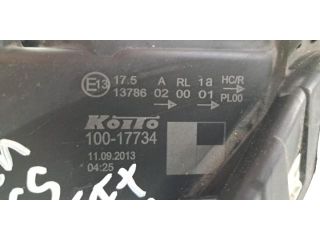 E13 17.5 A RL 1a HC/R
13786 02 00 01 PL00
Koito
100-17734
11.09.2013
04:25